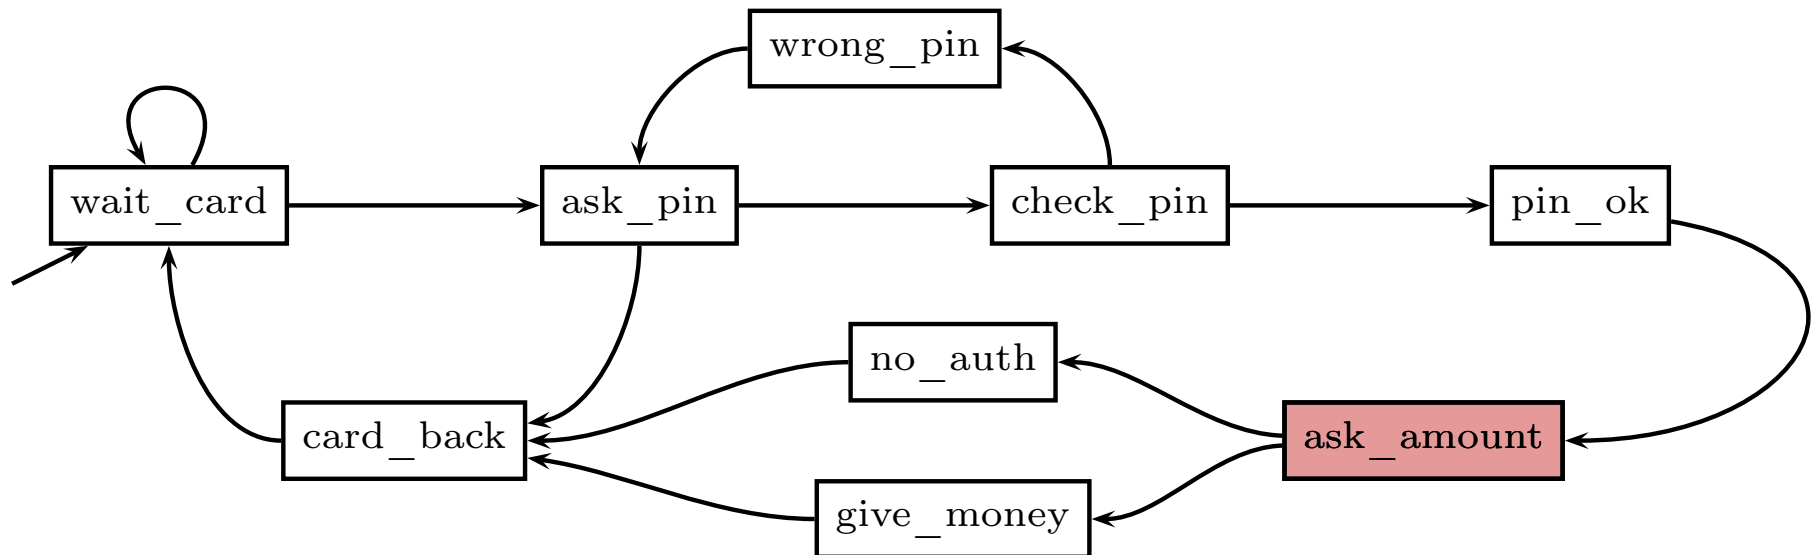 wrong_pin
wait_card
ask_pin
check_pin
pin_ok
no_auth
card_back
ask_amount
give_money